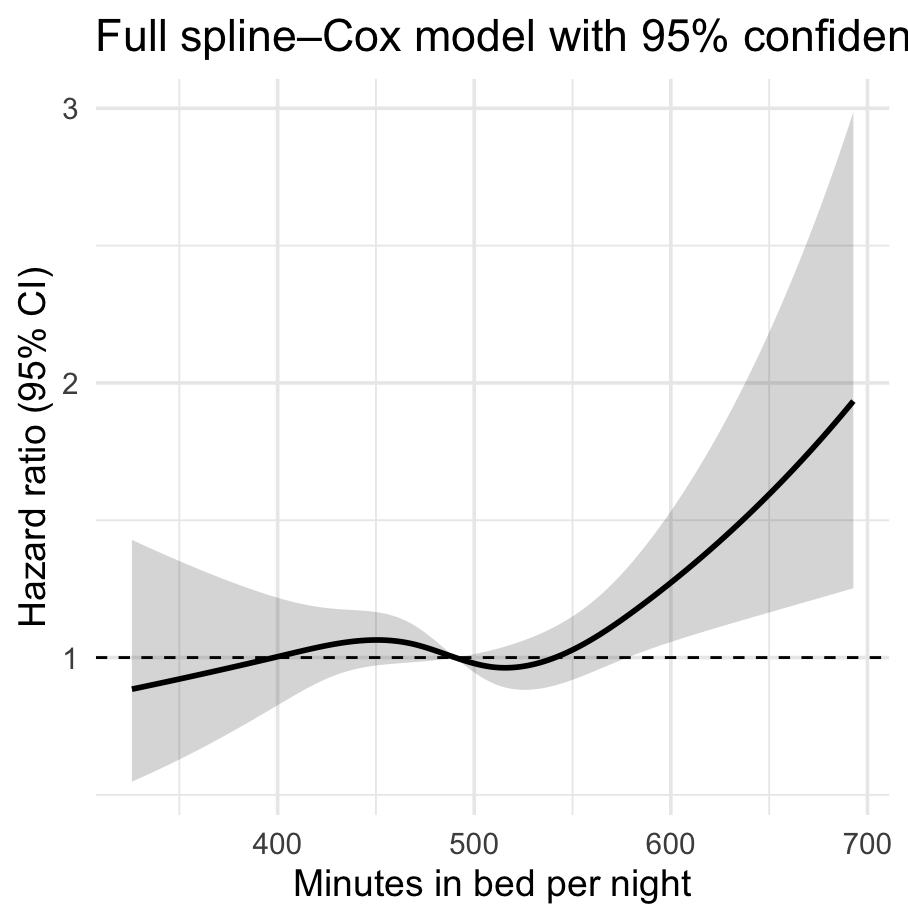 Full spline–Cox model with 95% confiden
3
2
1
Hazard ratio (95% CI)
400 500 600 700
Minutes in bed per night